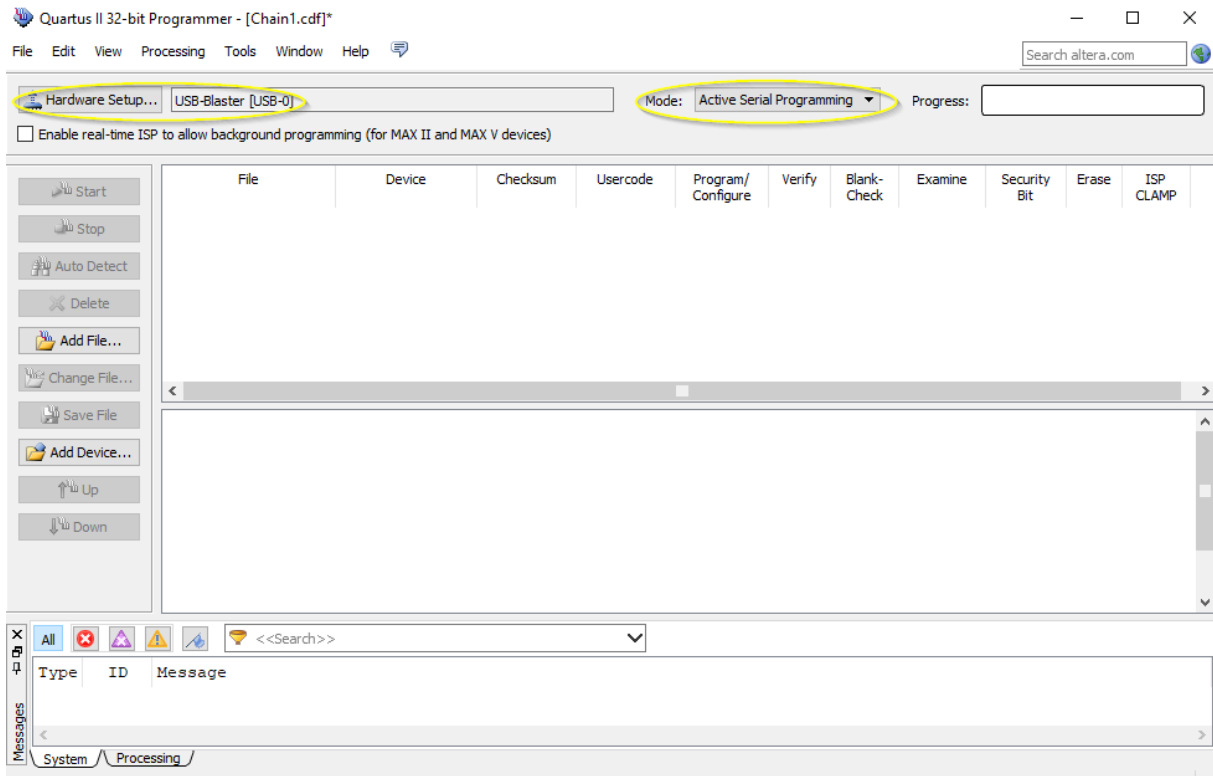 Quartus II 32-bit Programmer - [Chain1.cdf]*
File Edit View Processing Tools Window Help
Search altera.com
Hardware Setup... USB-Blaster [USB-0] Mode: Active Serial Programming Progress:
Enable real-time ISP to allow background programming (for MAX II and MAX V devices)
Start
Stop
Auto Detect
Delete
Add File...
Change File...
Save File
Add Device...
Up
Down
File Device Checksum Usercode Program/ Verify Blank- Examine Security Erase ISP
Configure Check Bit CLAMP
All <<Search>>
Type ID Message
Messages
System Processing